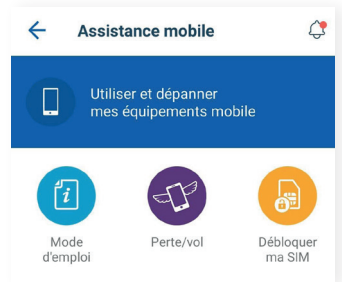 Assistance mobile
Utiliser et dépanner
mes équipements mobile
i
Mode
d'emploi
Perte/vol
Débloquer
ma SIM